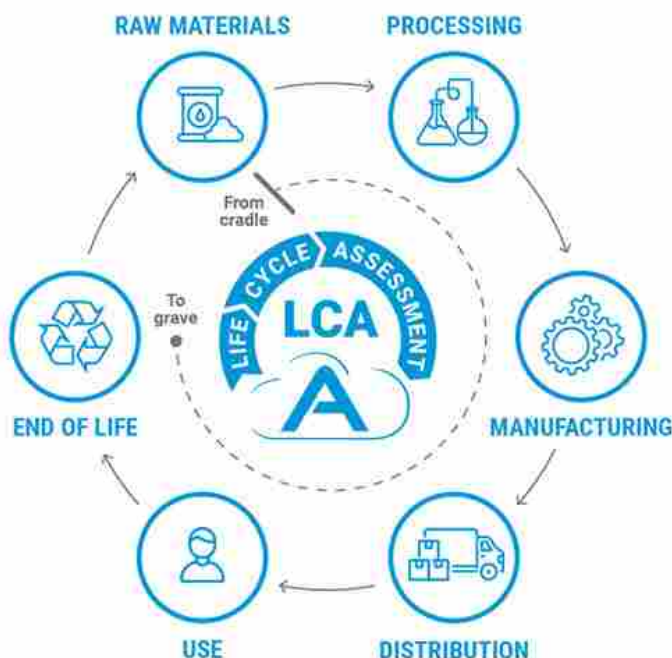 RAW MATERIALS
PROCESSING
From
cradle
LIFE CYCLE ASSESSMENT
To
grave
LCA
A
END OF LIFE
MANUFACTURING
USE
DISTRIBUTION